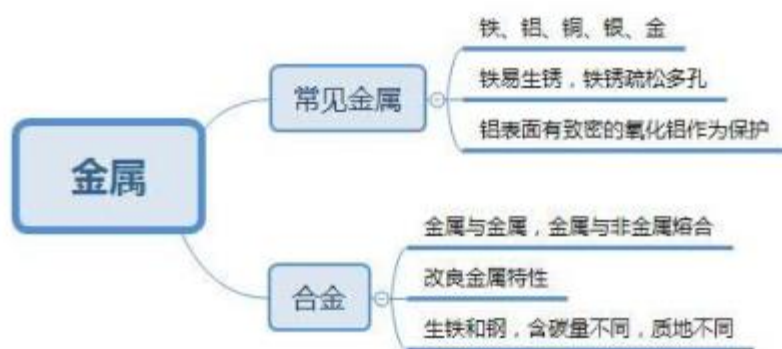 金属
常见金属
铁、铝、铜、银、金
铁易生锈，铁锈疏松多孔
铝表面有致密的氧化铝作为保护
合金
金属与金属，金属与非金属熔合
改良金属特性
生铁和钢，含碳量不同，质地不同